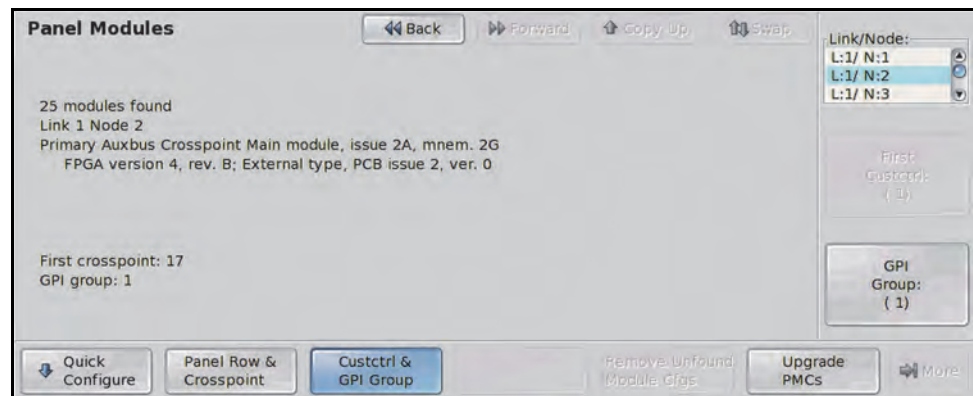 Panel Modules
Back
Forward
Copy Up
Swap
Link/Node:
L:1/ N:1
L:1/ N:2
L:1/ N:3
25 modules found
Link 1 Node 2
Primary Auxbus Crosspoint Main module, issue 2A, mnem. 2G
FPGA version 4, rev. B; External type, PCB issue 2, ver. 0
First
Custctrl:
( 1)
First crosspoint: 17
GPI group: 1
GPI
Group:
( 1)
Quick
Configure
Panel Row &
Crosspoint
Custctrl &
GPI Group
Remove Unfound
Module Cfgs
Upgrade
PMCs
More